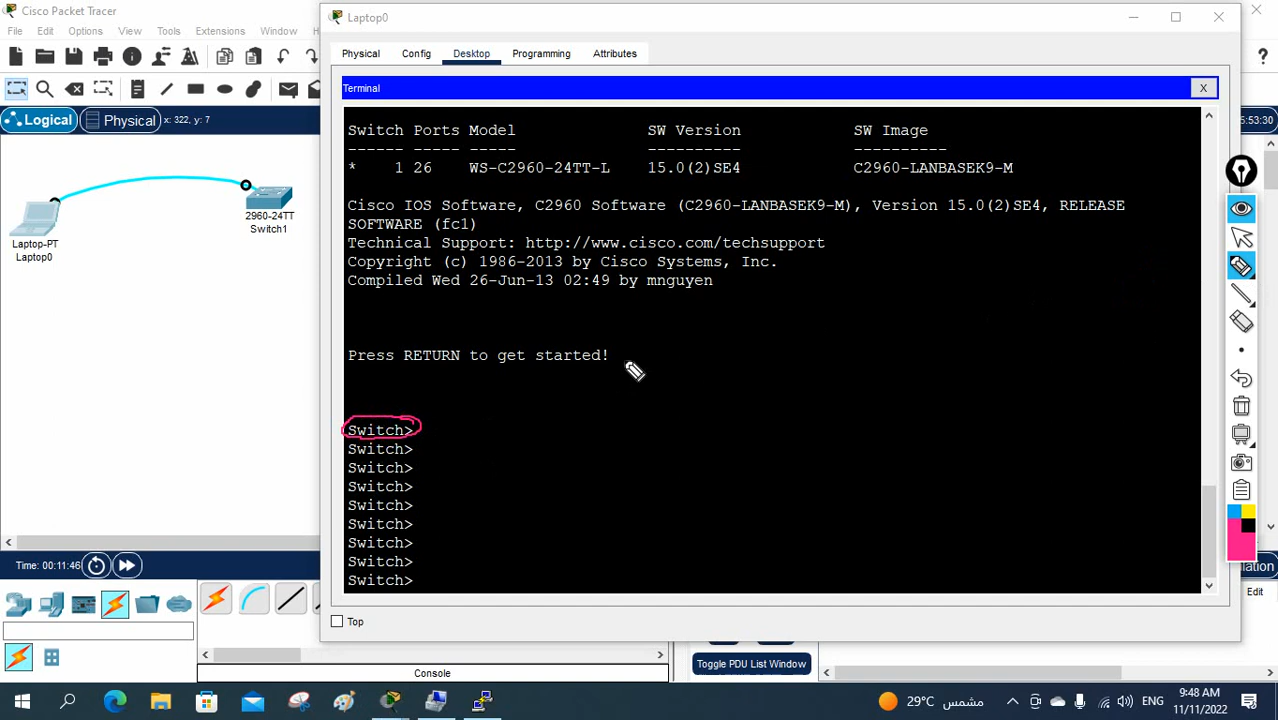 Cisco Packet Tracer
File Edit Options View Tools Extensions Window
Logical Physical x: 322, y: 7
Laptop-PT
Laptop0
2960-24TT
Switch1
Time: 00:11:46
Console
Laptop0
Physical Config Desktop Programming Attributes
Terminal X
Switch Ports Model SW Version SW Image
------ ----- ----- ---------- ----------
* 1 26 WS-C2960-24TT-L 15.0(2)SE4 C2960-LANBASEK9-M
Cisco IOS Software, C2960 Software (C2960-LANBASEK9-M), Version 15.0(2)SE4, RELEASE
SOFTWARE (fc1)
Technical Support: http://www.cisco.com/techsupport
Copyright (c) 1986-2013 by Cisco Systems, Inc.
Compiled Wed 26-Jun-13 02:49 by mnguyen
Press RETURN to get started!
Switch>
Switch>
Switch>
Switch>
Switch>
Switch>
Switch>
Switch>
Switch>
Top
:53:30
Edit
Toggle PDU List Window
29°C مشمس ENG 9:48 AM
11/11/2022